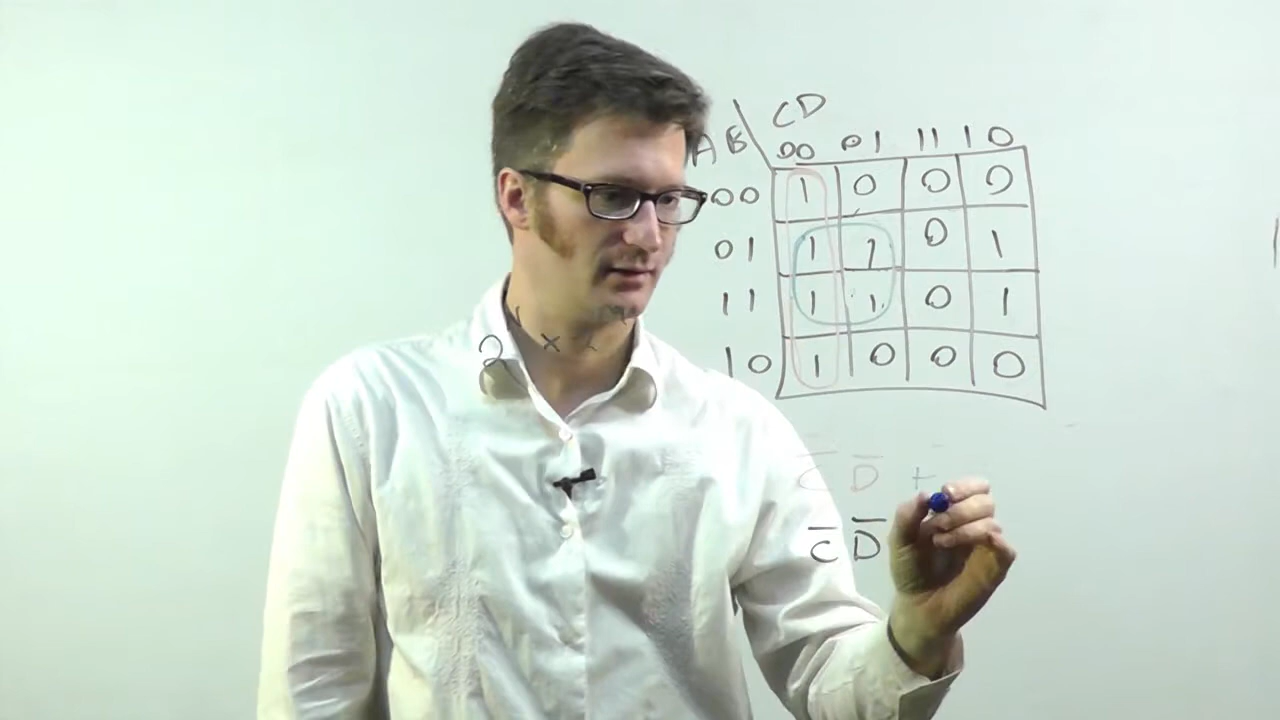 CD
AB 00 01 11 10
00 1 0 0 0
01 1 1 0 1
11 1 1 0 1
10 1 0 0 0
2 x
C̅ D̅ +
C̅ D̅